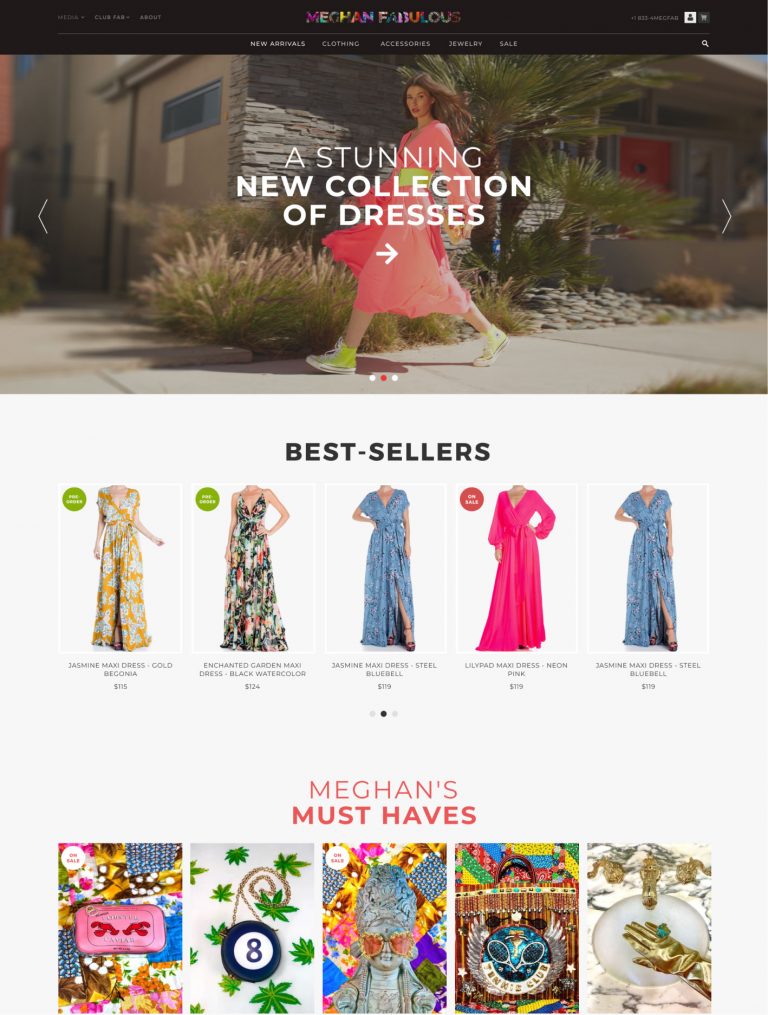 MEDIA
CLUB FAB
ABOUT
MEGHAN FABULOUS
+1 833-4MEGFAB
NEW ARRIVALS
CLOTHING
ACCESSORIES
JEWELRY
SALE
A STUNNING
NEW COLLECTION
OF DRESSES
BEST-SELLERS
PRE-
ORDER
JASMINE MAXI DRESS - GOLD
BEGONIA
$115
PRE-
ORDER
ENCHANTED GARDEN MAXI
DRESS - BLACK WATERCOLOR
$124
JASMINE MAXI DRESS - STEEL
BLUEBELL
$119
ON
SALE
LILYPAD MAXI DRESS - NEON
PINK
$119
JASMINE MAXI DRESS - STEEL
BLUEBELL
$119
MEGHAN'S
MUST HAVES
ON
SALE
LOBSTER
CAVIAR
8
ON
SALE
TENNIS CLUB